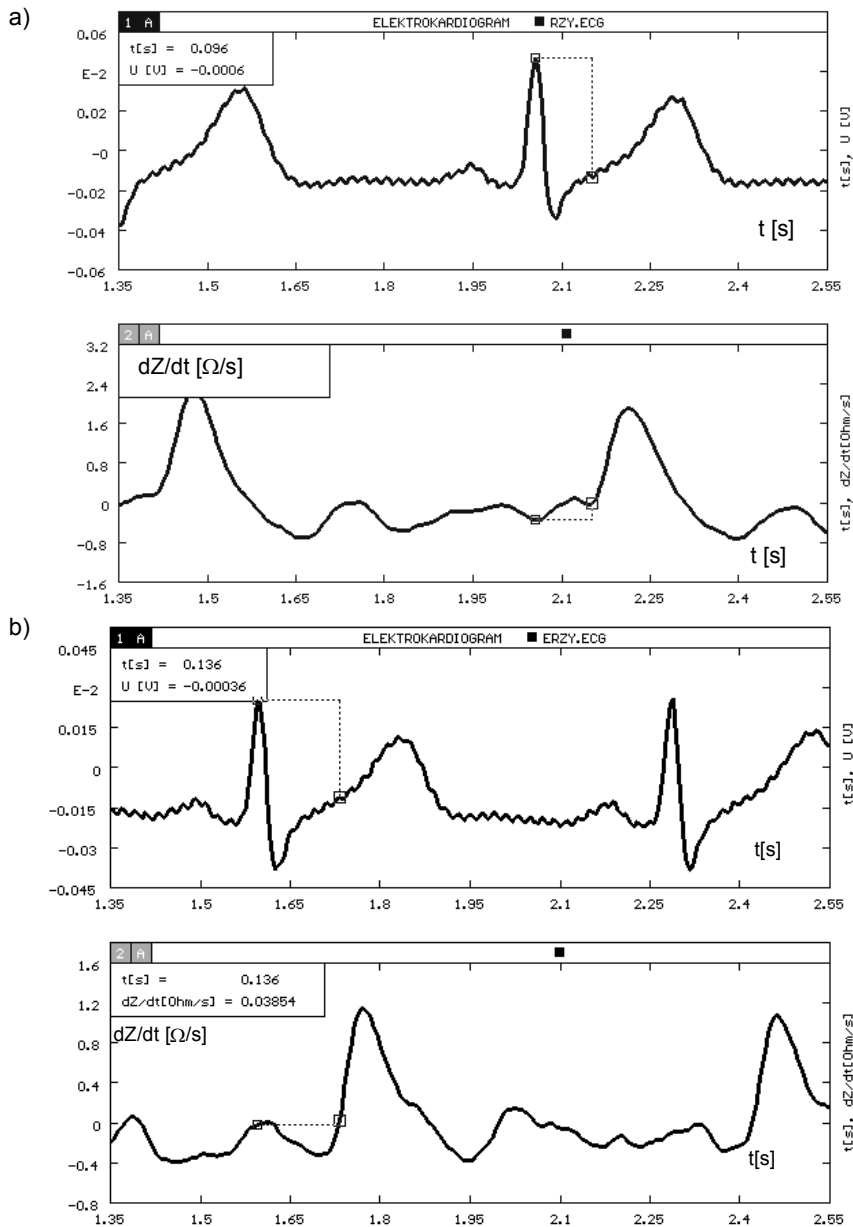 a)
1 A ELEKTROKARDIOGRAM ■ RZY.ECG
t[s] = 0.096
U [V] = -0.0006
0.06
E-2
0.02
-0
-0.02
-0.04
-0.06
t[s], U [V]
t [s]
1.35 1.5 1.65 1.8 1.95 2.1 2.25 2.4 2.55
2 A ■
dZ/dt [Ω/s]
3.2
2.4
1.6
0.8
0
-0.8
-1.6
t[s], dZ/dt[Ohm/s]
t [s]
1.35 1.5 1.65 1.8 1.95 2.1 2.25 2.4 2.55
b)
1 A ELEKTROKARDIOGRAM ■ ERZY.ECG
t[s] = 0.136
U [V] = -0.00036
0.045
E-2
0.015
0
-0.015
-0.03
-0.045
t[s], U [V]
t[s]
1.35 1.5 1.65 1.8 1.95 2.1 2.25 2.4 2.55
2 A ■
t[s] = 0.136
dZ/dt[Ohm/s] = 0.03854
dZ/dt [Ω/s]
1.6
1.2
0.8
0.4
0
-0.4
-0.8
t[s], dZ/dt[Ohm/s]
t[s]
1.35 1.5 1.65 1.8 1.95 2.1 2.25 2.4 2.55